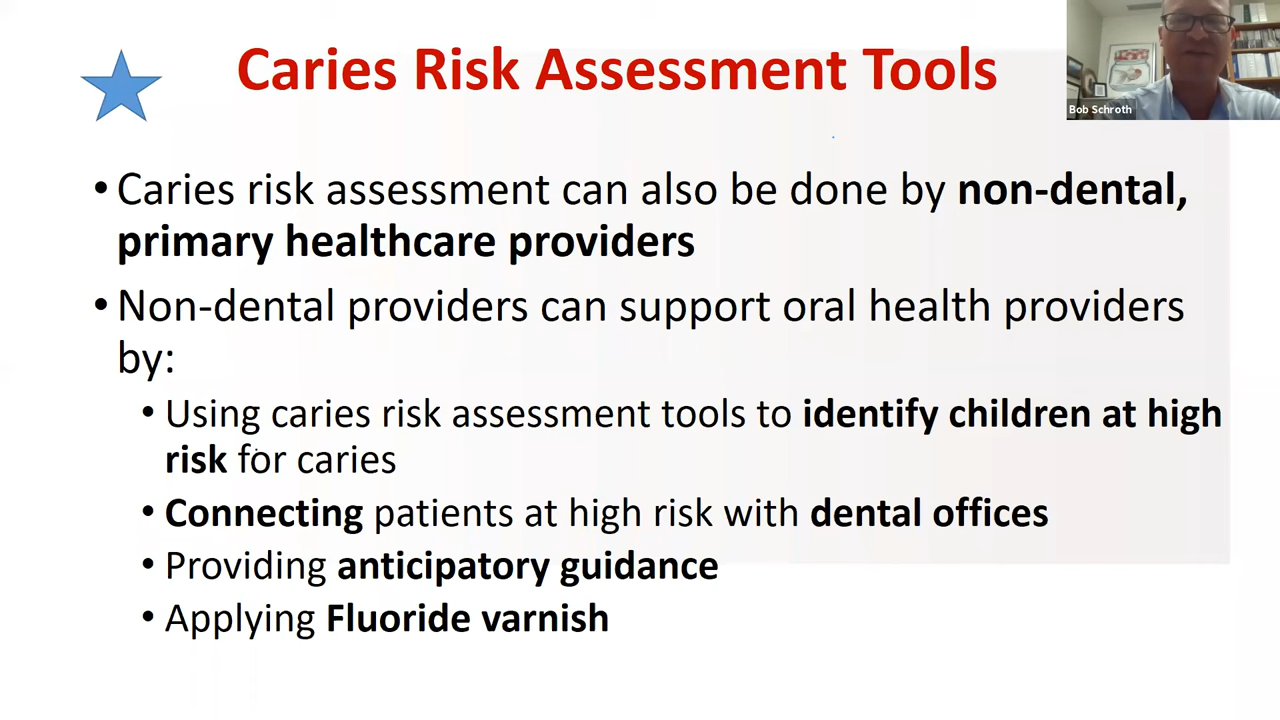 Caries Risk Assessment Tools
Bob Schroth
• Caries risk assessment can also be done by non-dental,
primary healthcare providers
• Non-dental providers can support oral health providers
by:
• Using caries risk assessment tools to identify children at high
risk for caries
• Connecting patients at high risk with dental offices
• Providing anticipatory guidance
• Applying Fluoride varnish